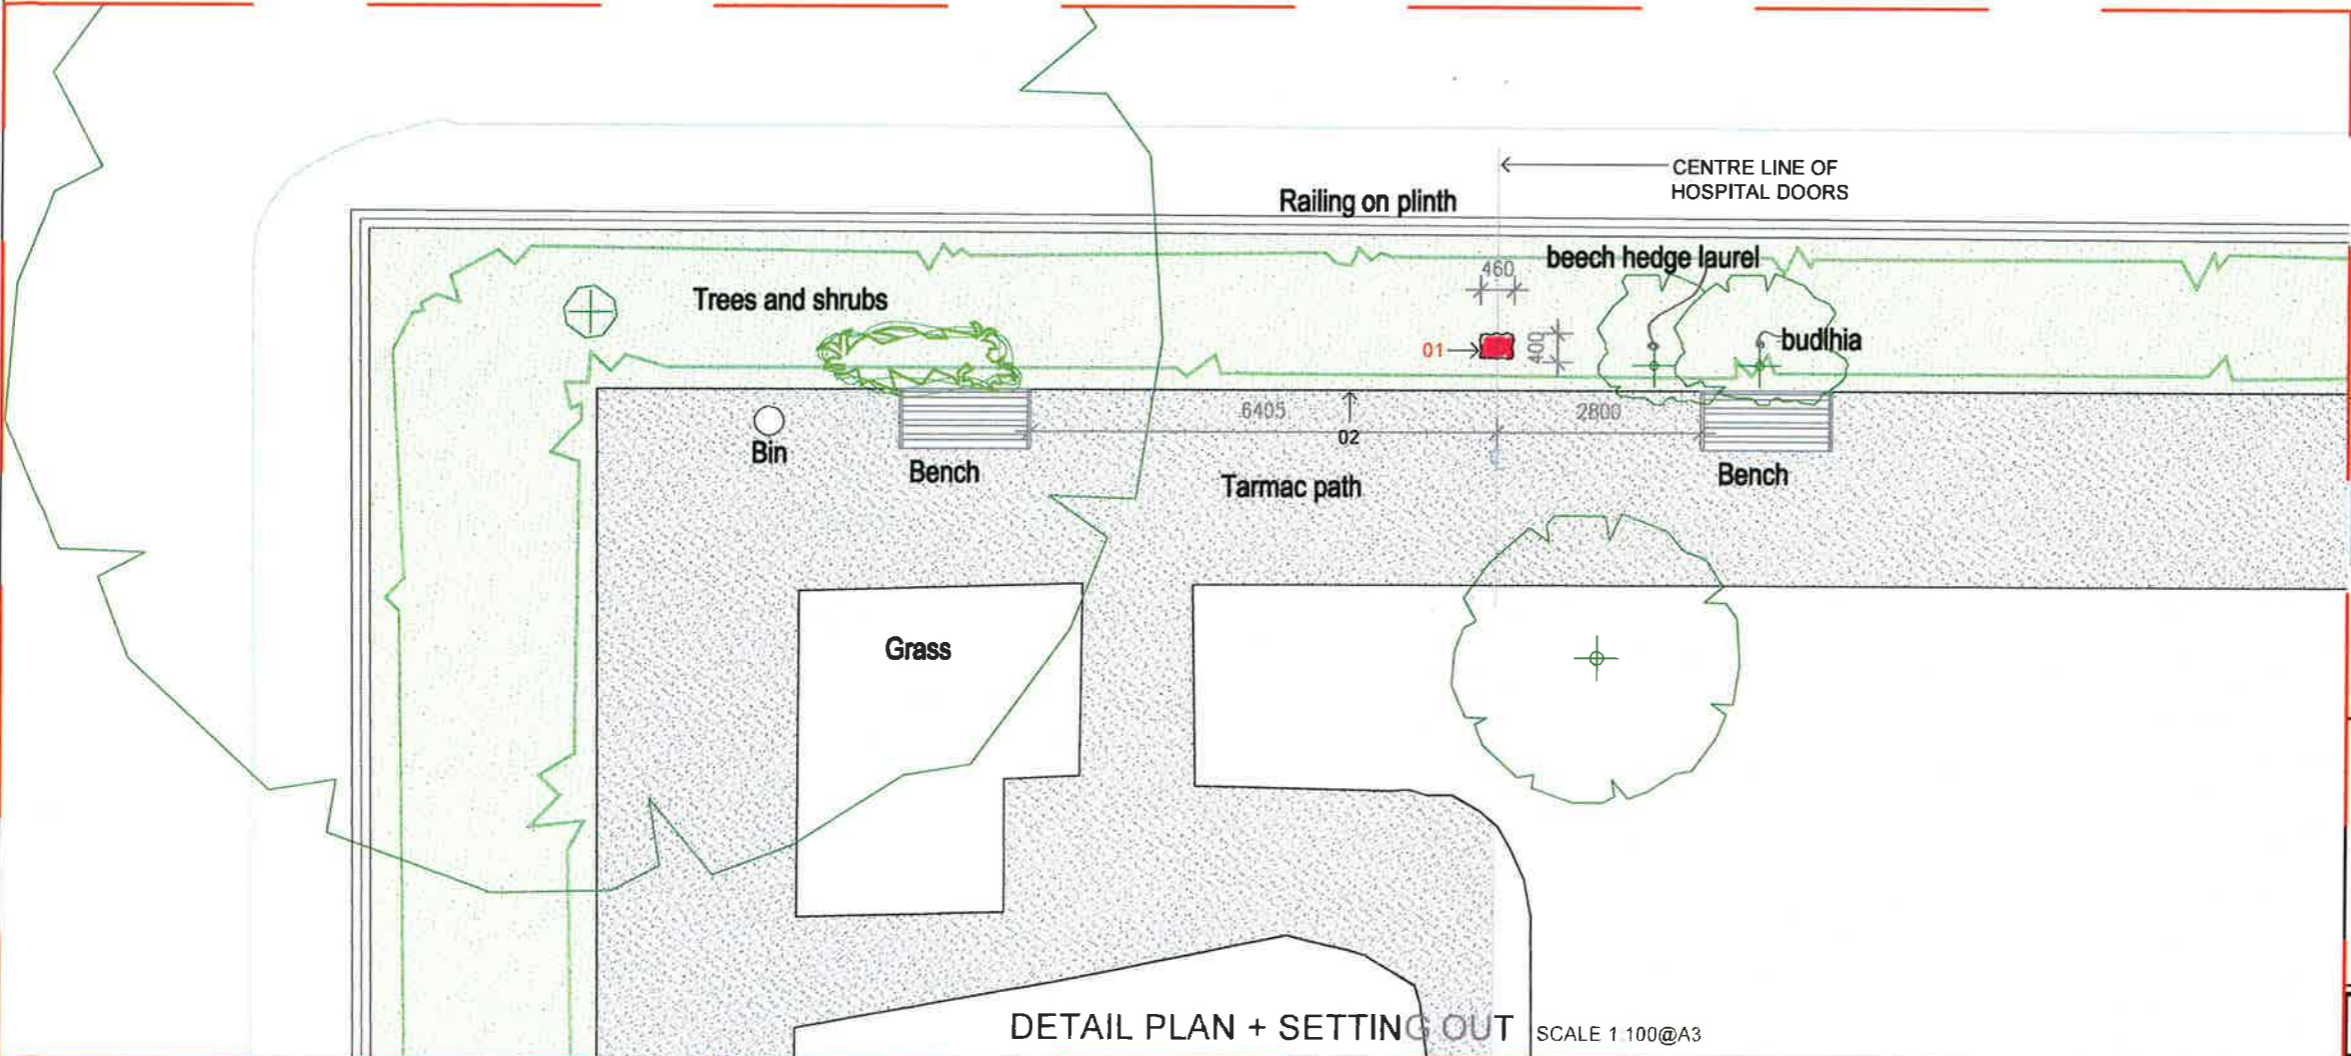 CENTRE LINE OF
HOSPITAL DOORS
Railing on plinth
beech hedge laurel
460
Trees and shrubs
01
400
budlhia
6405
2800
02
Bin
Bench
Tarmac path
Bench
Grass
DETAIL PLAN + SETTING OUT SCALE 1.100@A3